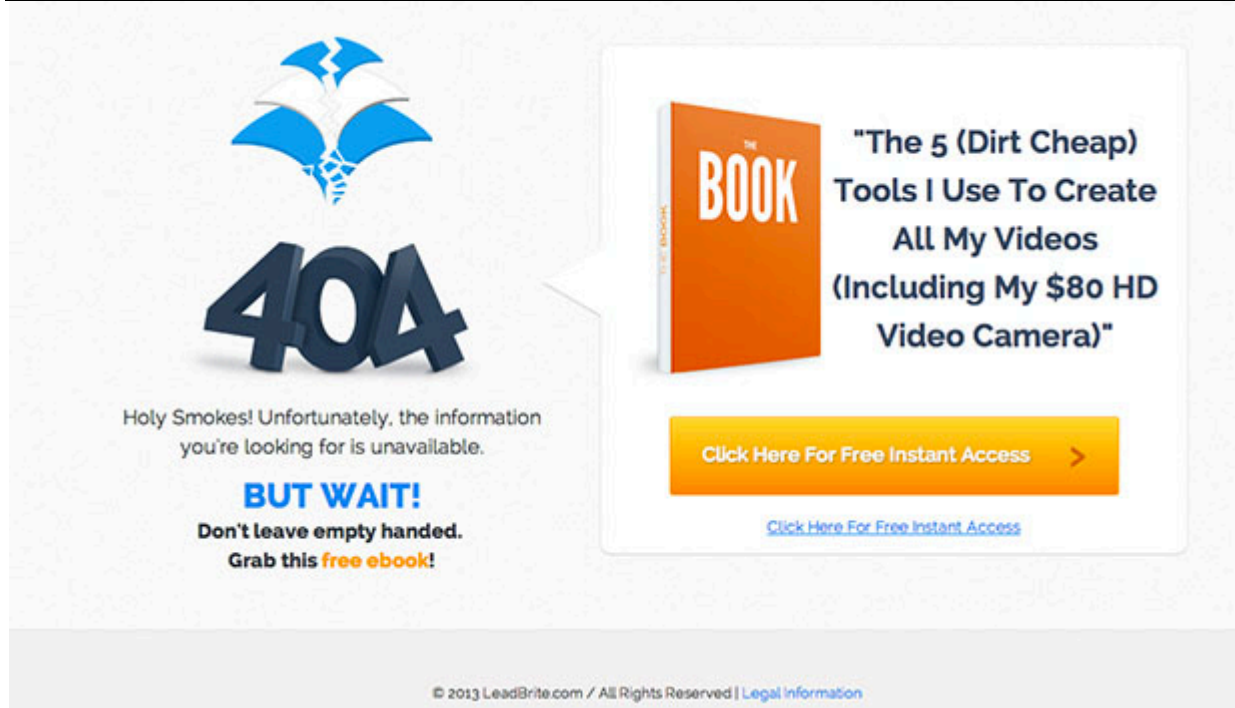 404
Holy Smokes! Unfortunately, the information
you're looking for is unavailable.
BUT WAIT!
Don't leave empty handed.
Grab this free ebook!
THE
BOOK
THE BOOK
"The 5 (Dirt Cheap)
Tools I Use To Create
All My Videos
(Including My $80 HD
Video Camera)"
Click Here For Free Instant Access >
Click Here For Free Instant Access
© 2013 LeadBrite.com / All Rights Reserved | Legal Information